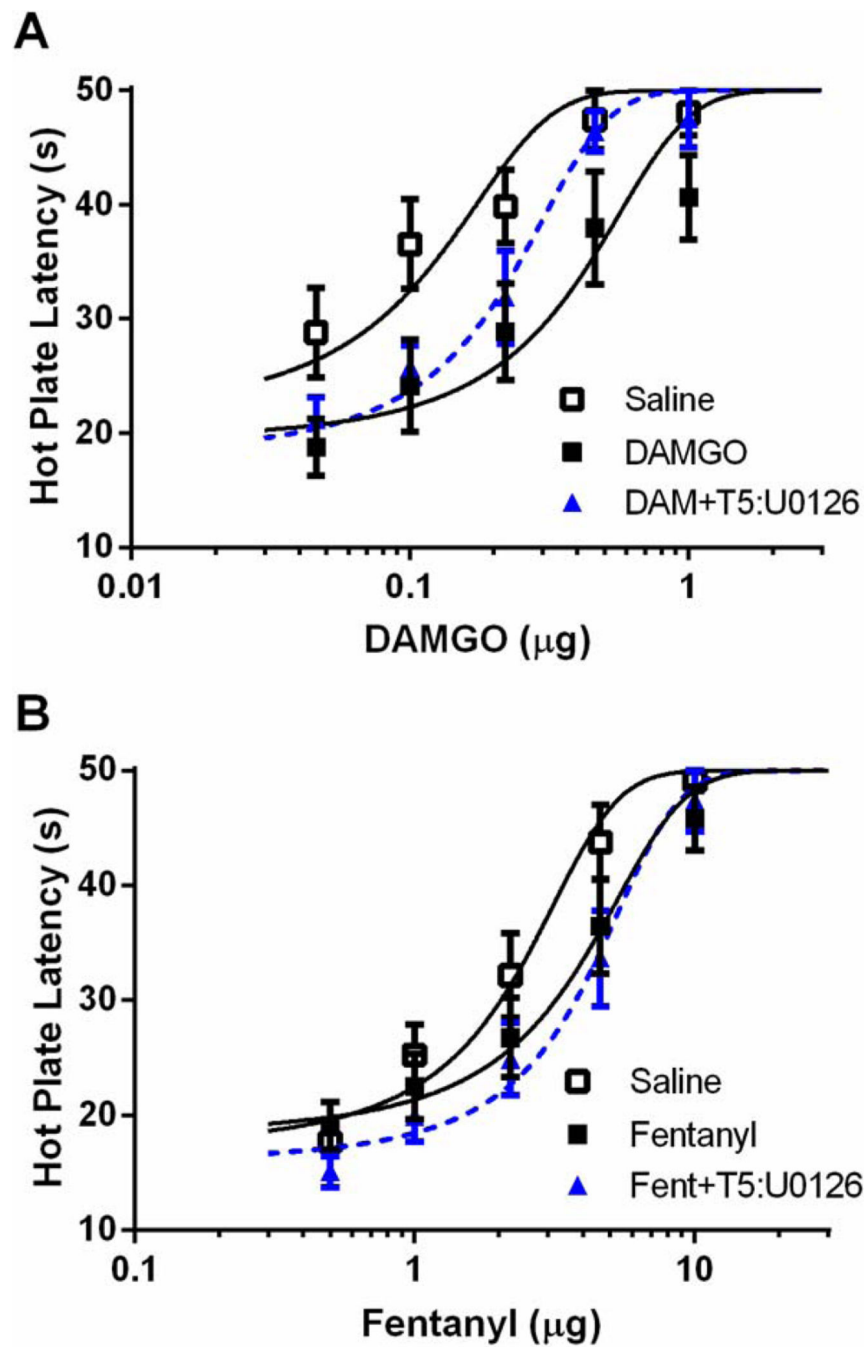 A
Hot Plate Latency (s)
50
40
30
20
10
0.01
0.1
1
DAMGO (μg)
Saline
DAMGO
DAM+T5:U0126
B
Hot Plate Latency (s)
50
40
30
20
10
0.1
1
10
Fentanyl (μg)
Saline
Fentanyl
Fent+T5:U0126